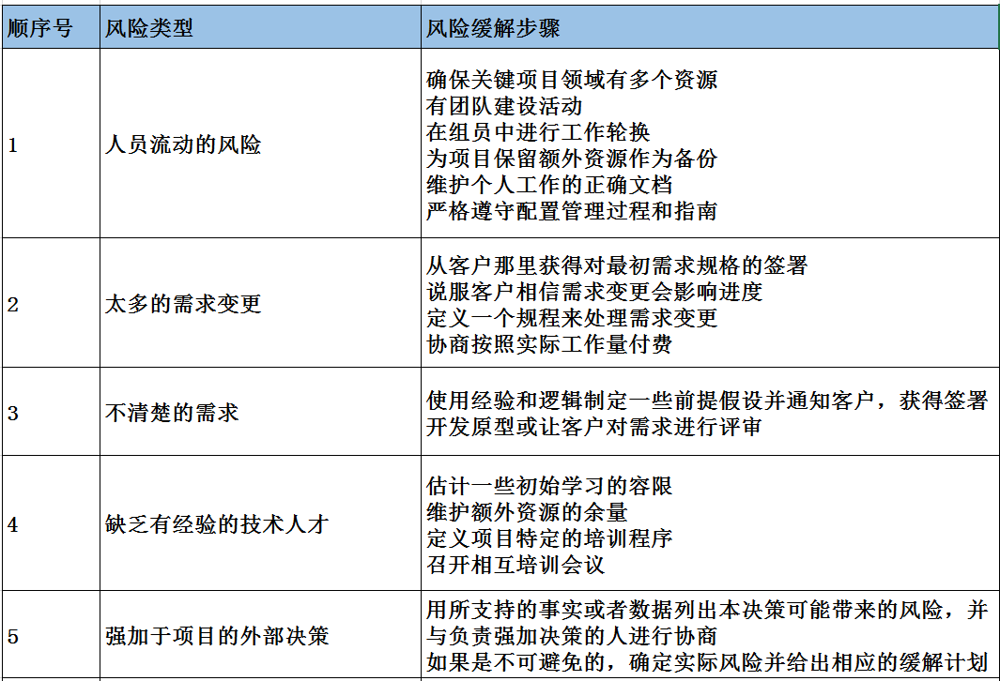 顺序号 风险类型 风险缓解步骤
1 人员流动的风险
确保关键项目领域有多个资源
有团队建设活动
在组员中进行工作轮换
为项目保留额外资源作为备份
维护个人工作的正确文档
严格遵守配置管理过程和指南
2 太多的需求变更
从客户那里获得对最初需求规格的签署
说服客户相信需求变更会影响进度
定义一个规程来处理需求变更
协商按照实际工作量付费
3 不清楚的需求
使用经验和逻辑制定一些前提假设并通知客户，获得签署
开发原型或让客户对需求进行评审
4 缺乏有经验的技术人才
估计一些初始学习的容限
维护额外资源的余量
定义项目特定的培训程序
召开相互培训会议
5 强加于项目的外部决策
用所支持的事实或者数据列出本决策可能带来的风险，并
与负责强加决策的人进行协商
如果是不可避免的，确定实际风险并给出相应的缓解计划